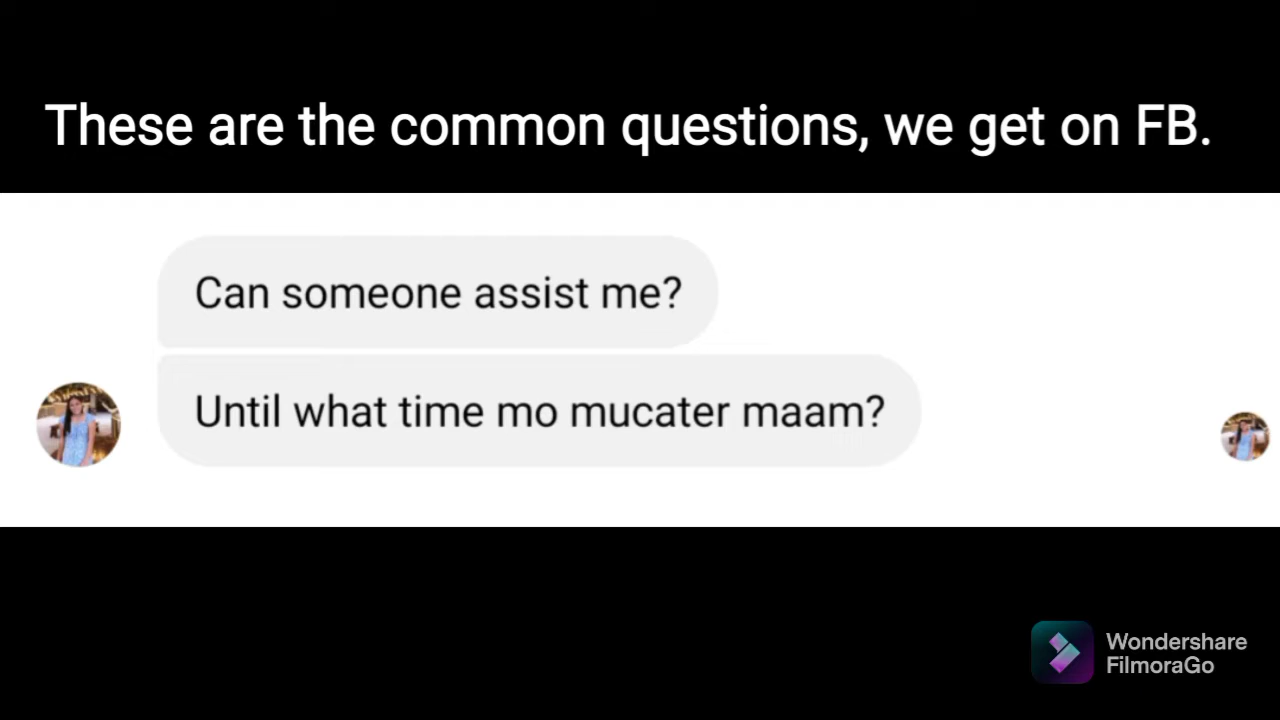 These are the common questions, we get on FB.
Can someone assist me?
Until what time mo mucater maam?
Wondershare
FilmoraGo